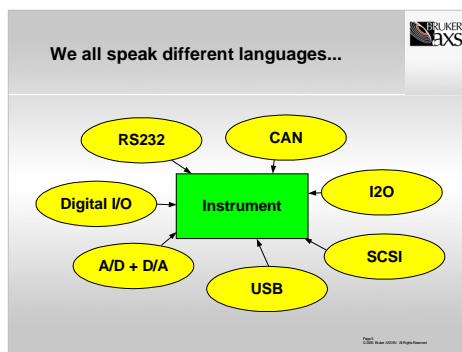 We all speak different languages...
BRUKER
axs
RS232
CAN
Digital I/O
Instrument
I2O
A/D + D/A
SCSI
USB